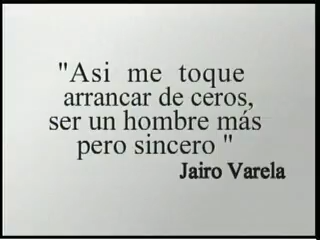 "Asi me toque
arrancar de ceros,
ser un hombre más
pero sincero "
Jairo Varela